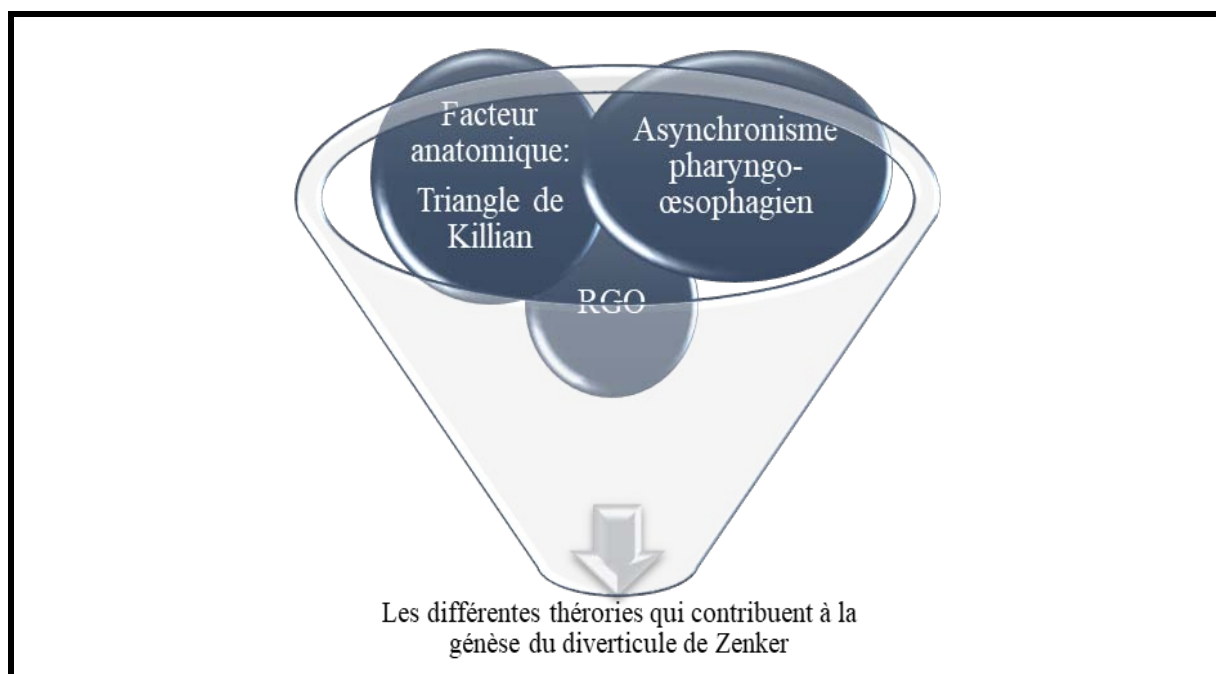 Facteur
anatomique:
Triangle de
Killian
Asynchronisme
pharyngo-
œsophagien
RGO
Les différentes thérories qui contribuent à la
génèse du diverticule de Zenker